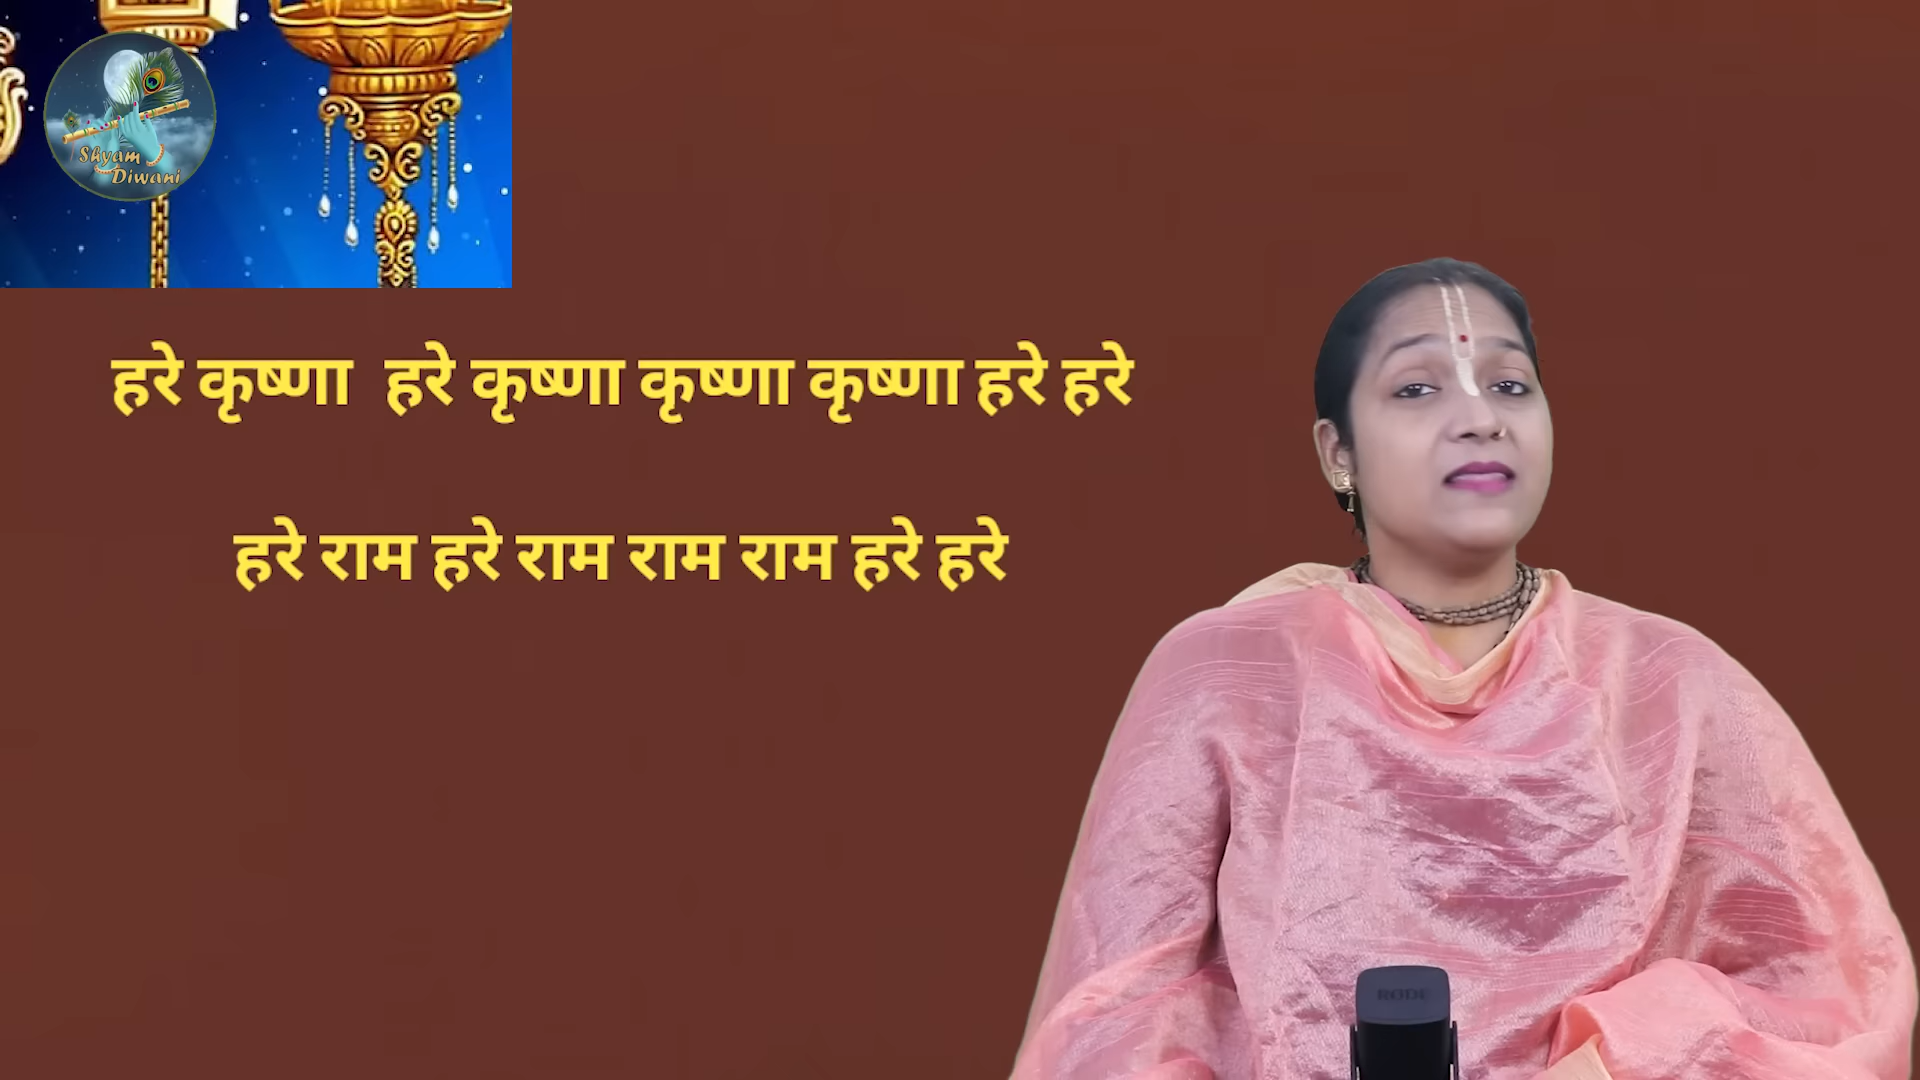 Shyam
Diwani
हरे कृष्णा हरे कृष्णा कृष्णा कृष्णा हरे हरे
हरे राम हरे राम राम राम हरे हरे
RODE